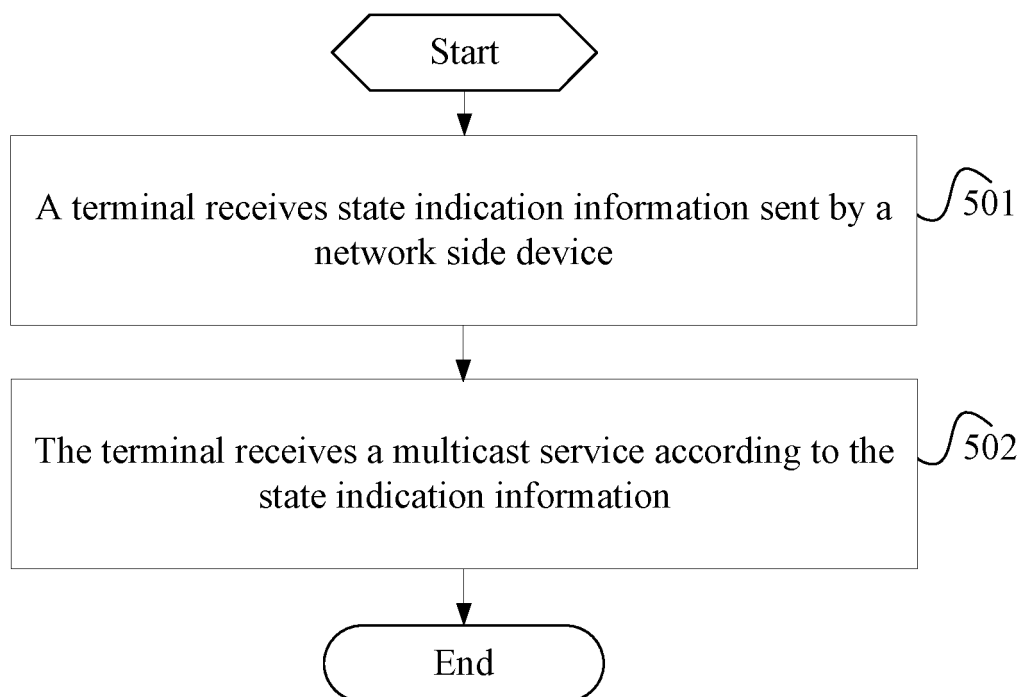 Start
A terminal receives state indication information sent by a
network side device
501
The terminal receives a multicast service according to the
state indication information
502
End